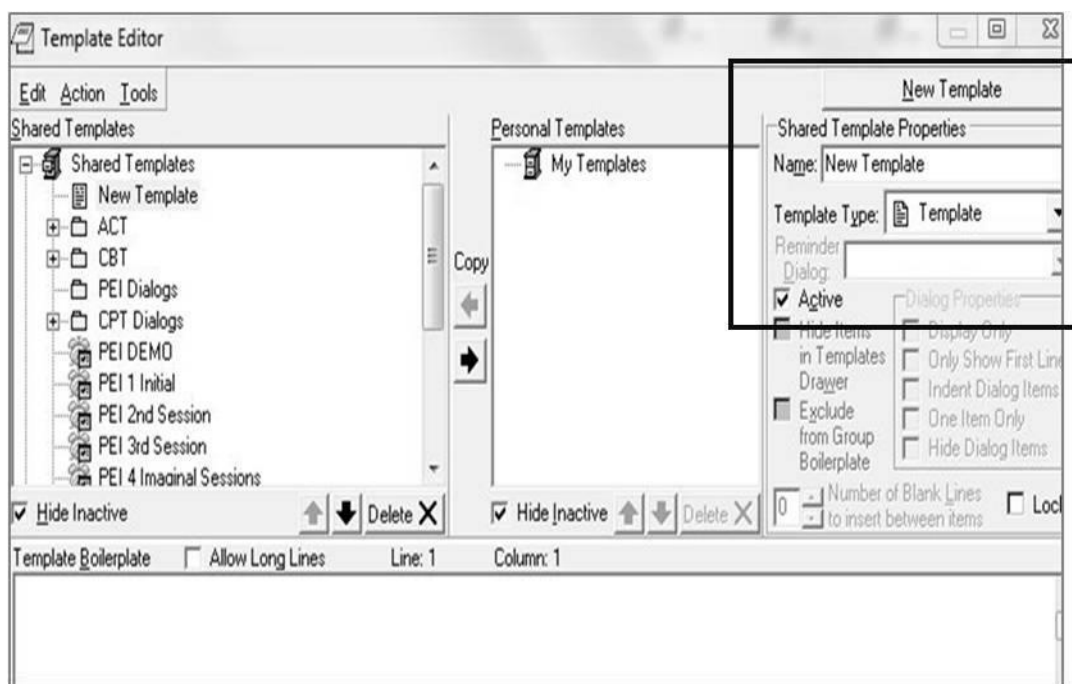 Template Editor
Edit Action Tools
New Template
Shared Templates
Shared Templates
New Template
ACT
CBT
PEI Dialogs
CPT Dialogs
PEI DEMO
PEI 1 Initial
PEI 2nd Session
PEI 3rd Session
PEI 4 Imaginal Sessions
Hide Inactive
Delete
Copy
Personal Templates
My Templates
Hide Inactive
Delete
Shared Template Properties
Name: New Template
Template Type: Template
Reminder
Dialog:
Active
Hide Items
in Templates
Drawer
Exclude
from Group
Boilerplate
Dialog Properties
Display Only
Only Show First Line
Indent Dialog Items
One Item Only
Hide Dialog Items
0 Number of Blank Lines
to insert between items
Loc
Template Boilerplate Allow Long Lines Line: 1 Column: 1